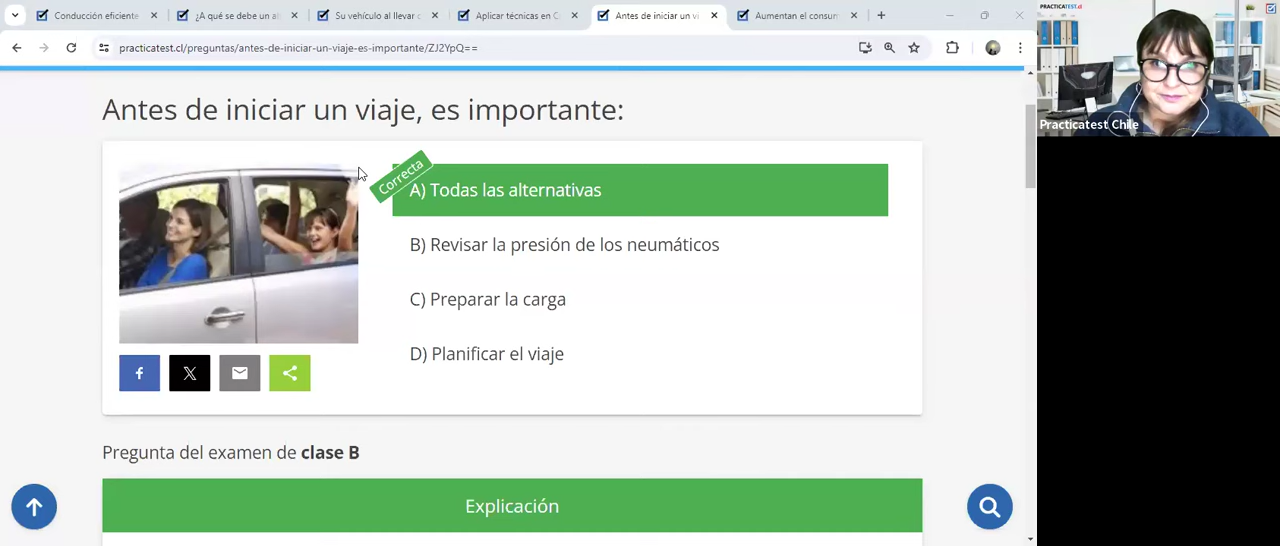 Conducción eficiente
¿A qué se debe un al
Su vehículo al llevar c
Aplicar técnicas en C
Antes de iniciar un vi
Aumentan el consum
practicatest.cl/preguntas/antes-de-iniciar-un-viaje-es-importante/ZJ2YpQ==
PRACTICATEST.cl
Practicatest Chile
Antes de iniciar un viaje, es importante:
Correcta
A) Todas las alternativas
B) Revisar la presión de los neumáticos
C) Preparar la carga
D) Planificar el viaje
Pregunta del examen de clase B
Explicación